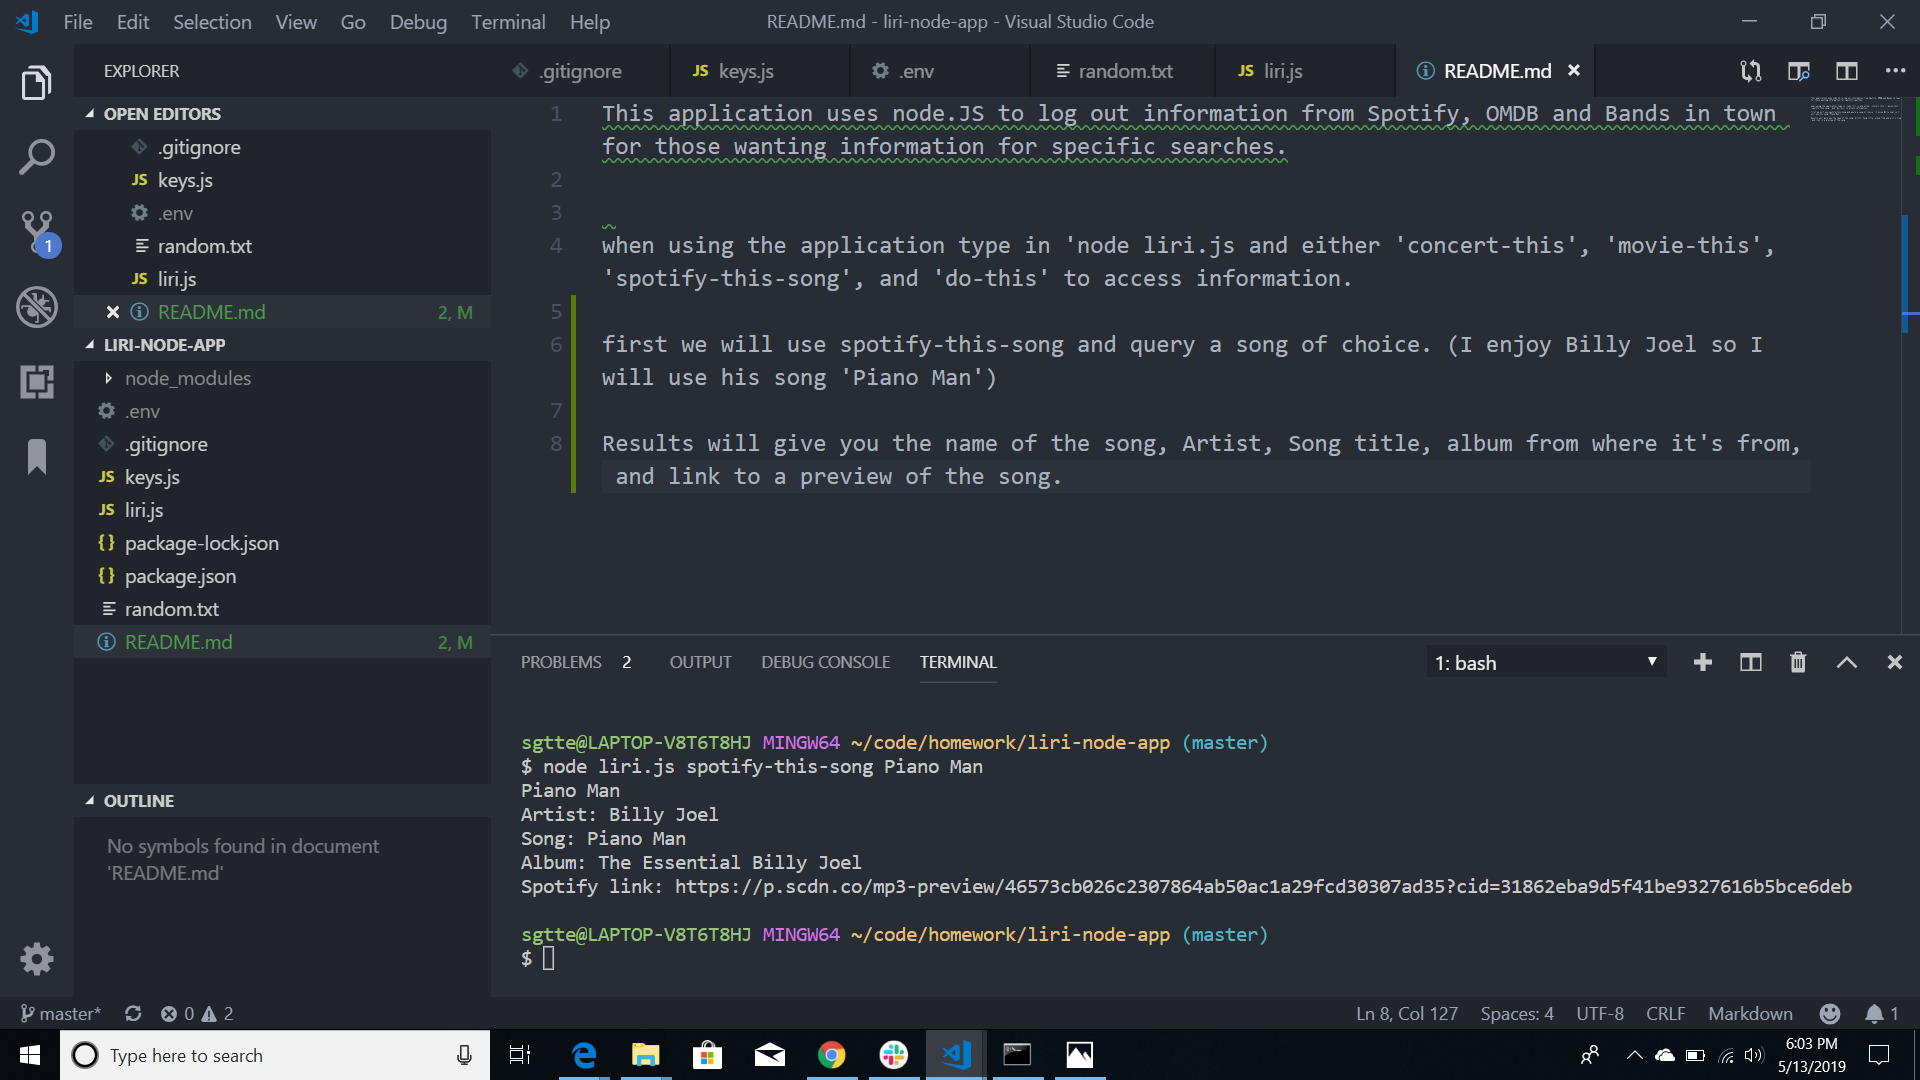 File Edit Selection View Go Debug Terminal Help README.md - liri-node-app - Visual Studio Code
EXPLORER
.gitignore JS keys.js .env random.txt JS liri.js README.md
OPEN EDITORS
.gitignore
JS keys.js
.env
random.txt
JS liri.js
README.md 2, M
LIRI-NODE-APP
node_modules
.env
.gitignore
JS keys.js
JS liri.js
{} package-lock.json
{} package.json
random.txt
README.md 2, M
OUTLINE
No symbols found in document
'README.md'
1 This application uses node.JS to log out information from Spotify, OMDB and Bands in town
for those wanting information for specific searches.
2
3
4 when using the application type in 'node liri.js and either 'concert-this', 'movie-this',
'spotify-this-song', and 'do-this' to access information.
5
6 first we will use spotify-this-song and query a song of choice. (I enjoy Billy Joel so I
will use his song 'Piano Man')
7
8 Results will give you the name of the song, Artist, Song title, album from where it's from,
and link to a preview of the song.
PROBLEMS 2 OUTPUT DEBUG CONSOLE TERMINAL 1: bash
sgtte@LAPTOP-V8T6T8HJ MINGW64 ~/code/homework/liri-node-app (master)
$ node liri.js spotify-this-song Piano Man
Piano Man
Artist: Billy Joel
Song: Piano Man
Album: The Essential Billy Joel
Spotify link: https://p.scdn.co/mp3-preview/46573cb026c2307864ab50ac1a29fcd30307ad35?cid=31862eba9d5f41be9327616b5bce6deb
sgtte@LAPTOP-V8T6T8HJ MINGW64 ~/code/homework/liri-node-app (master)
$
1
master* 0 2 Ln 8, Col 127 Spaces: 4 UTF-8 CRLF Markdown 1
Type here to search
6:03 PM
5/13/2019